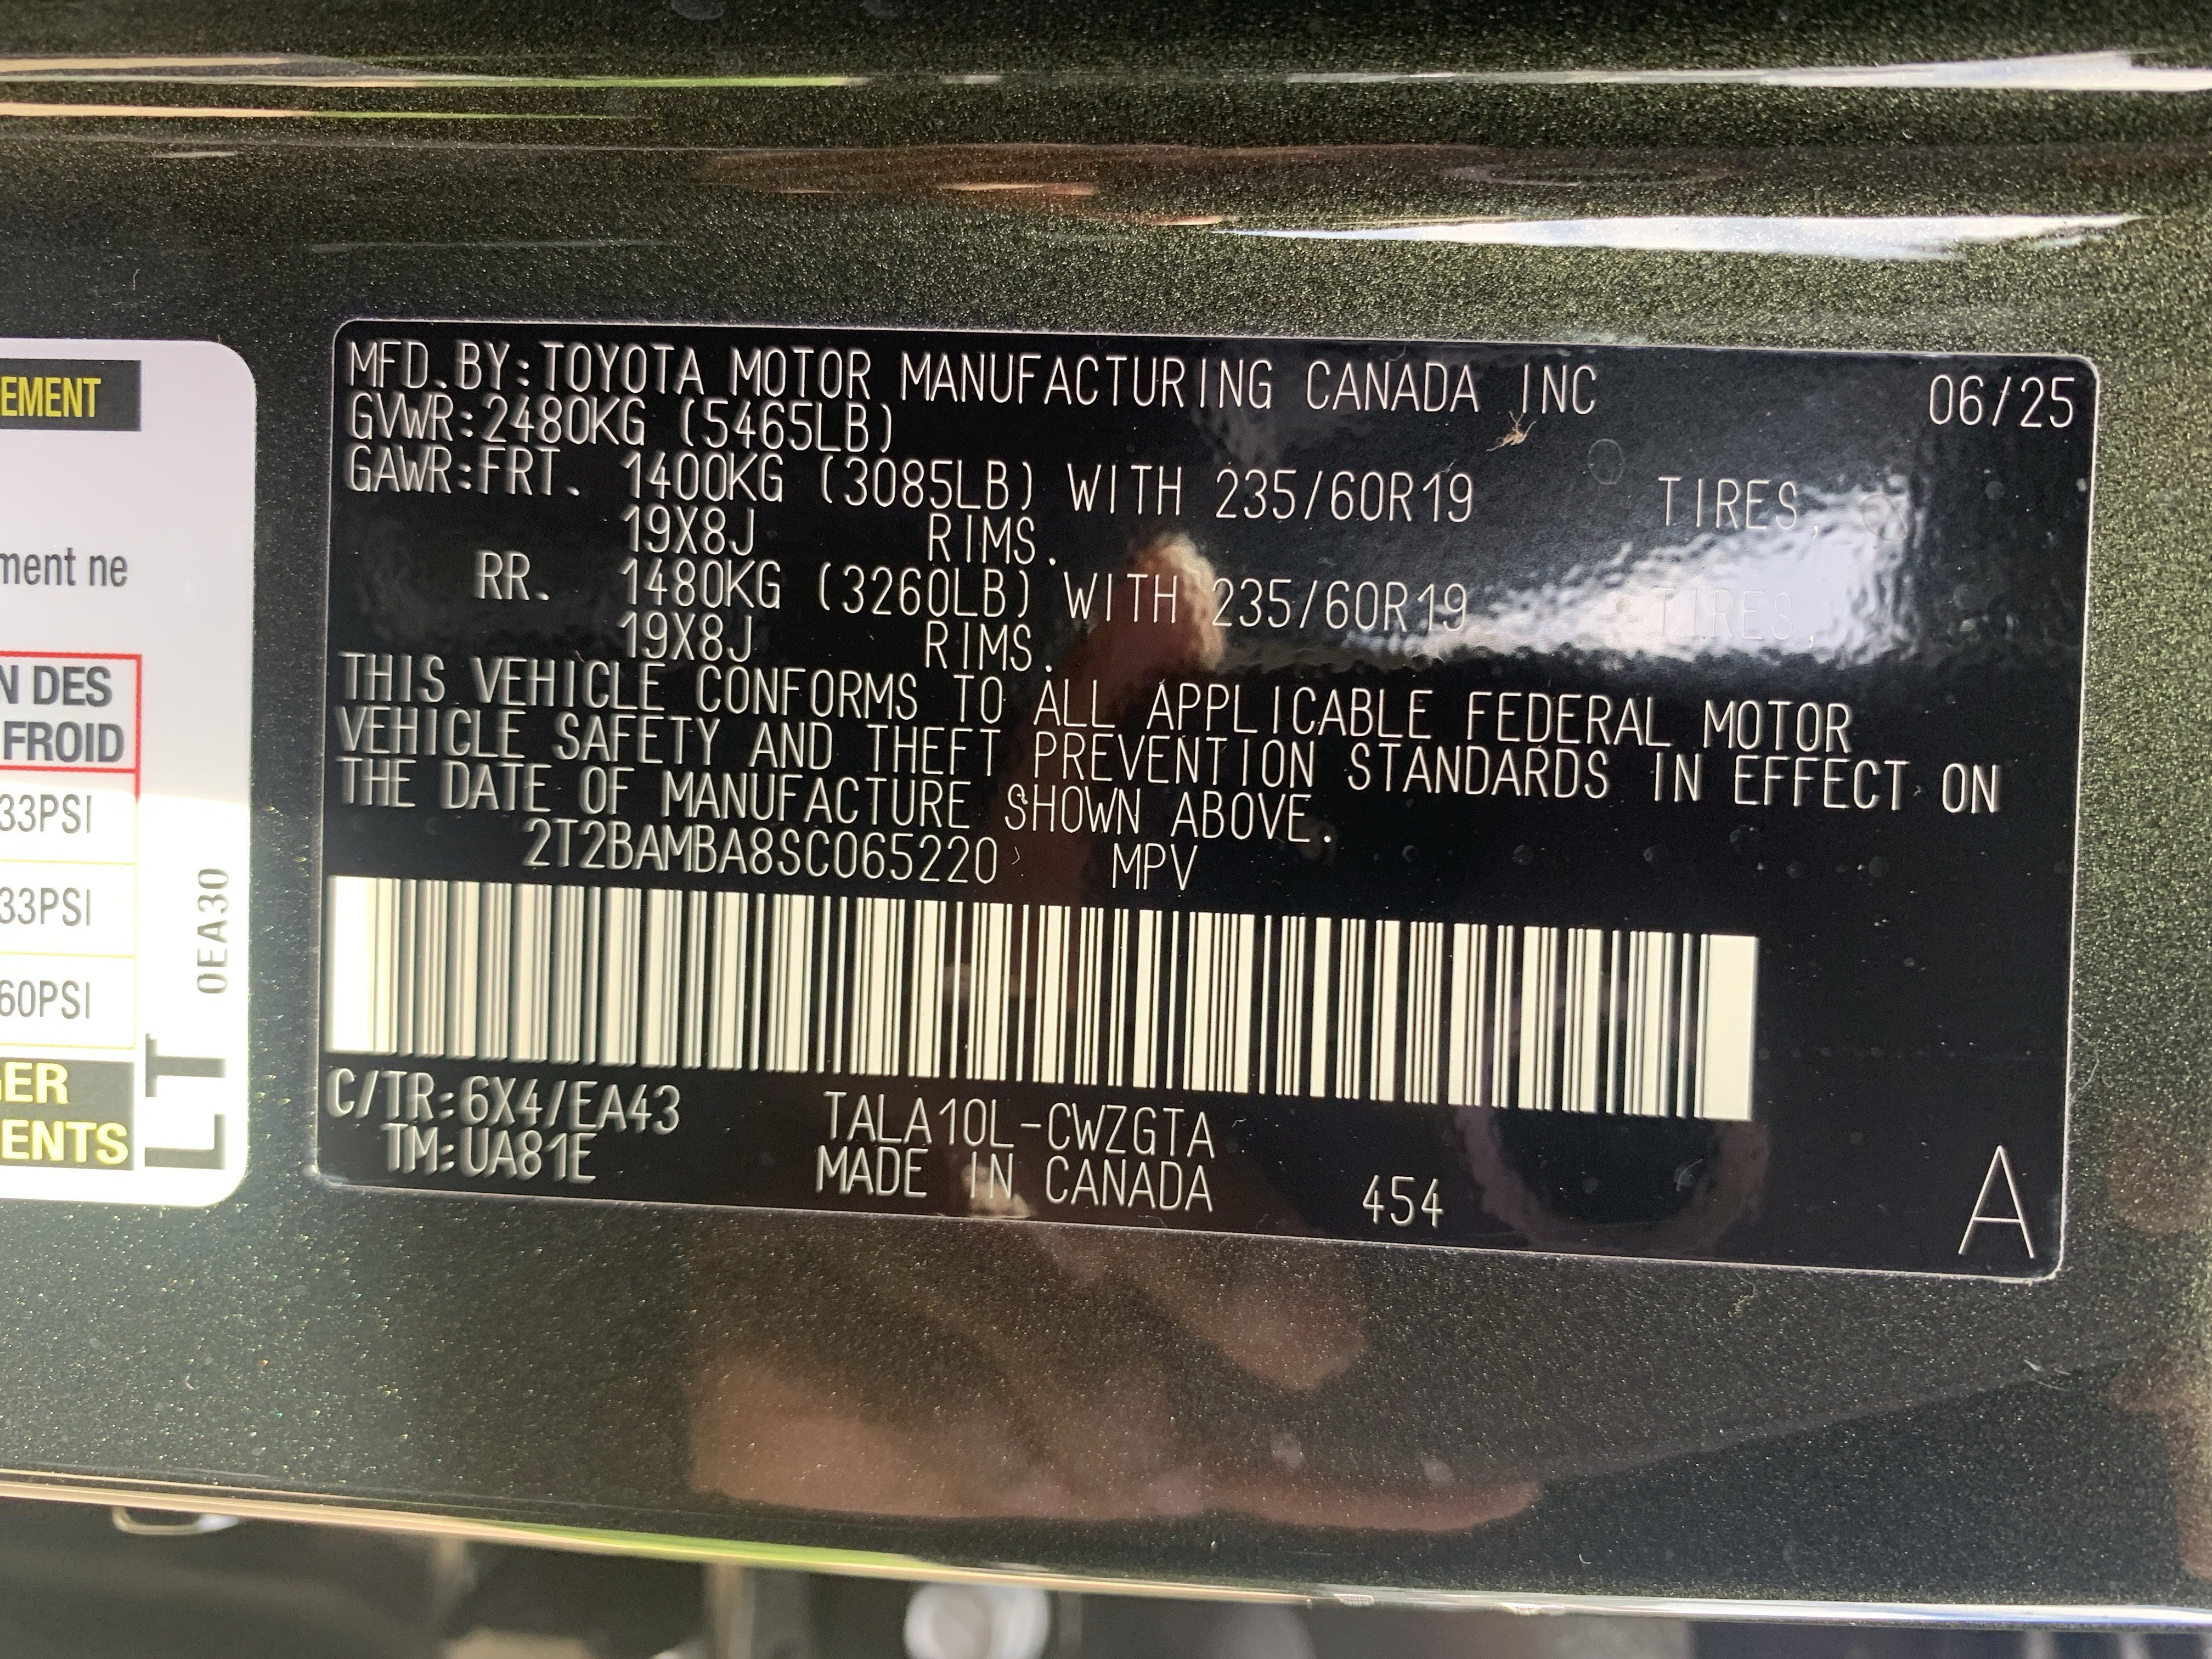 EMENT
ment ne
N DES
FROID
33PSI
33PSI
60PSI
GER
ENTS
LT
0EA30
MFD.BY:TOYOTA MOTOR MANUFACTURING CANADA INC 06/25
GVWR:2480KG (5465LB)
GAWR:FRT. 1400KG (3085LB) WITH 235/60R19 TIRES,
19X8J RIMS.
RR. 1480KG (3260LB) WITH 235/60R19 TIRES,
19X8J RIMS.
THIS VEHICLE CONFORMS TO ALL APPLICABLE FEDERAL MOTOR
VEHICLE SAFETY AND THEFT PREVENTION STANDARDS IN EFFECT ON
THE DATE OF MANUFACTURE SHOWN ABOVE.
2T2BAMBA8SC065220 MPV
C/TR:6X4/EA43 TALA10L-CWZGTA
TM:UA81E MADE IN CANADA 454
A